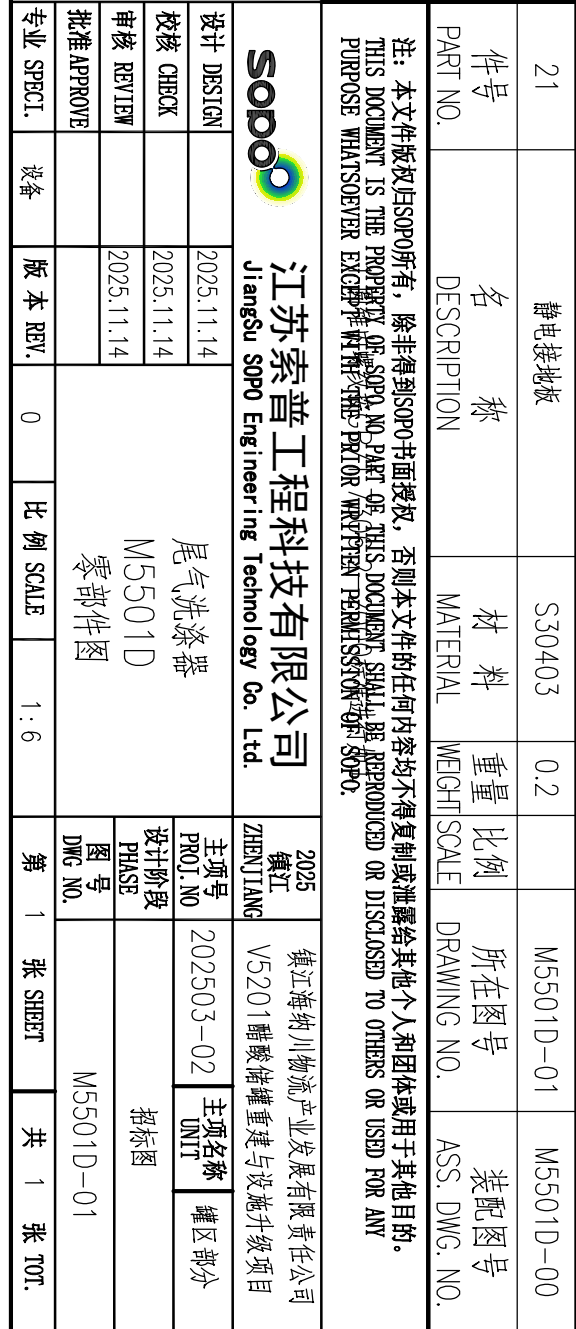 21 静电接地板 S30403 0.2 M5501D-01 M5501D-00
件号 名 称 材 料 重量 比例 所在图号 装配图号
PART NO. DESCRIPTION MATERIAL WEIGHT SCALE DRAWING NO. ASS. DWG. NO.
注: 本文件版权归SOPO所有, 除非得到SOPO书面授权, 否则本文件的任何内容均不得复制或泄露给其他个人和团体或用于其他目的。
THIS DOCUMENT IS THE PROPERTY OF SOPO. NO PART OF THIS DOCUMENT SHALL BE REPRODUCED OR DISCLOSED TO OTHERS OR USED FOR ANY
PURPOSE WHATSOEVER EXCEPT WITH THE PRIOR WRITTEN PERMISSION OF SOPO.
SOPO
江苏索普工程科技有限公司
JiangSu SOPO Engineering Technology Co. Ltd.
2025
镇江
ZHENJIANG
镇江海纳川物流产业发展有限责任公司
V5201醋酸储罐重建与设施升级项目
设计 DESIGN 2025.11.14
校核 CHECK 2025.11.14
审核 REVIEW 2025.11.14
批准APPROVE
尾气洗涤器
M5501D
零部件图
主项号
PROJ. NO
202503-02
主项名称
UNIT
罐区部分
设计阶段
PHASE
招标图
图 号
DWG NO.
M5501D-01
专业 SPECI. 设备 版 本 REV. 0 比 例 SCALE 1:6 第 1 张 SHEET 共 1 张 TOT.